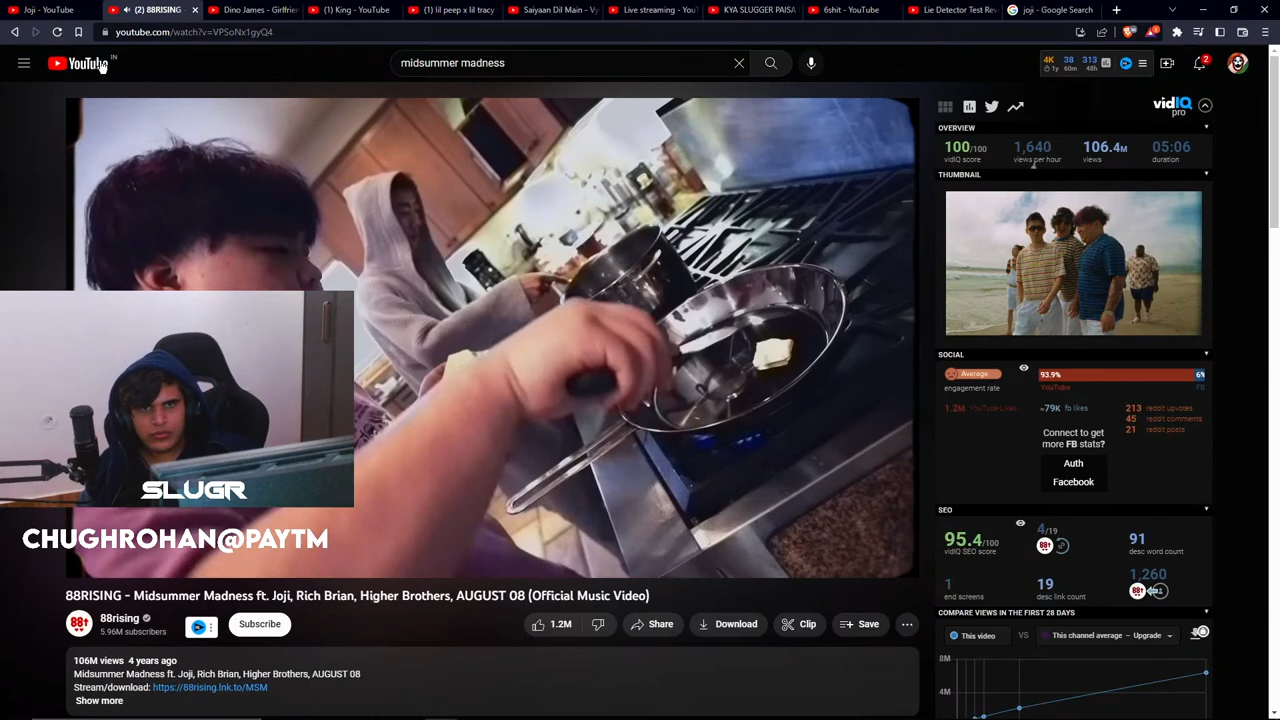 Joji - YouTube
(2) 88RISING -
Dino James - Girlfrie
(1) King - YouTube
(1) lil peep x lil tracy
Saiyaan Dil Main - Vy
Live streaming - YouT
KYA SLUGGER PAISA
6shit - YouTube
Lie Detector Test Rev
joji - Google Search
youtube.com/watch?v=VPSoNx1gyQ4
YouTube IN
midsummer madness
4K 38 313
1y 60m 48h
2
vidIQ
pro
OVERVIEW
100/100 1,640 106.4M 05:06
vidIQ score views per hour views duration
THUMBNAIL
SOCIAL
Average 93.9% 6%
engagement rate YouTube FB
1.2M YouTube Likes ≈79K fb likes 213 reddit upvotes
45 reddit comments
21 reddit posts
Connect to get
more FB stats?
Auth
Facebook
SEO
95.4/100 4/19 91
vidIQ SEO score 88↑ desc word count
1 19 1,260
end screens desc link count 88↑
COMPARE VIEWS IN THE FIRST 28 DAYS
This video VS This channel average – Upgrade
8M
4M
SLUGR
CHUGHROHAN@PAYTM
88RISING - Midsummer Madness ft. Joji, Rich Brian, Higher Brothers, AUGUST 08 (Official Music Video)
88↑ 88rising
5.96M subscribers
Subscribe
1.2M Share Download Clip Save
106M views 4 years ago
Midsummer Madness ft. Joji, Rich Brian, Higher Brothers, AUGUST 08
Stream/download: https://88rising.lnk.to/MSM
Show more